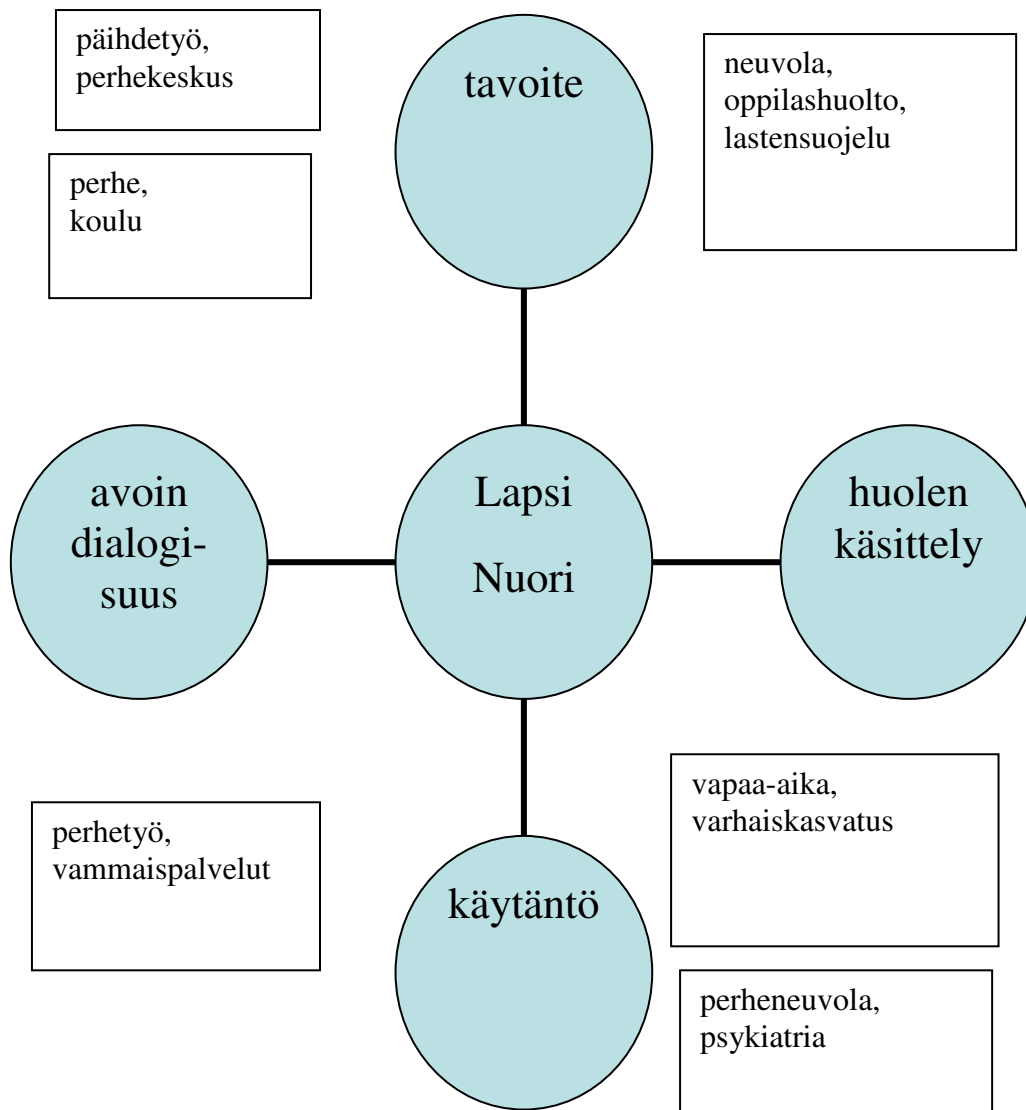 päihdetyö,
perhekeskus
tavoite
neuvola,
oppilashuolto,
lastensuojelu
perhe,
koulu
avoin
dialogi-
suus
Lapsi
Nuori
huolen
käsittely
perhetyö,
vammaispalvelut
käytäntö
vapaa-aika,
varhaiskasvatus
perheneuvola,
psykiatria